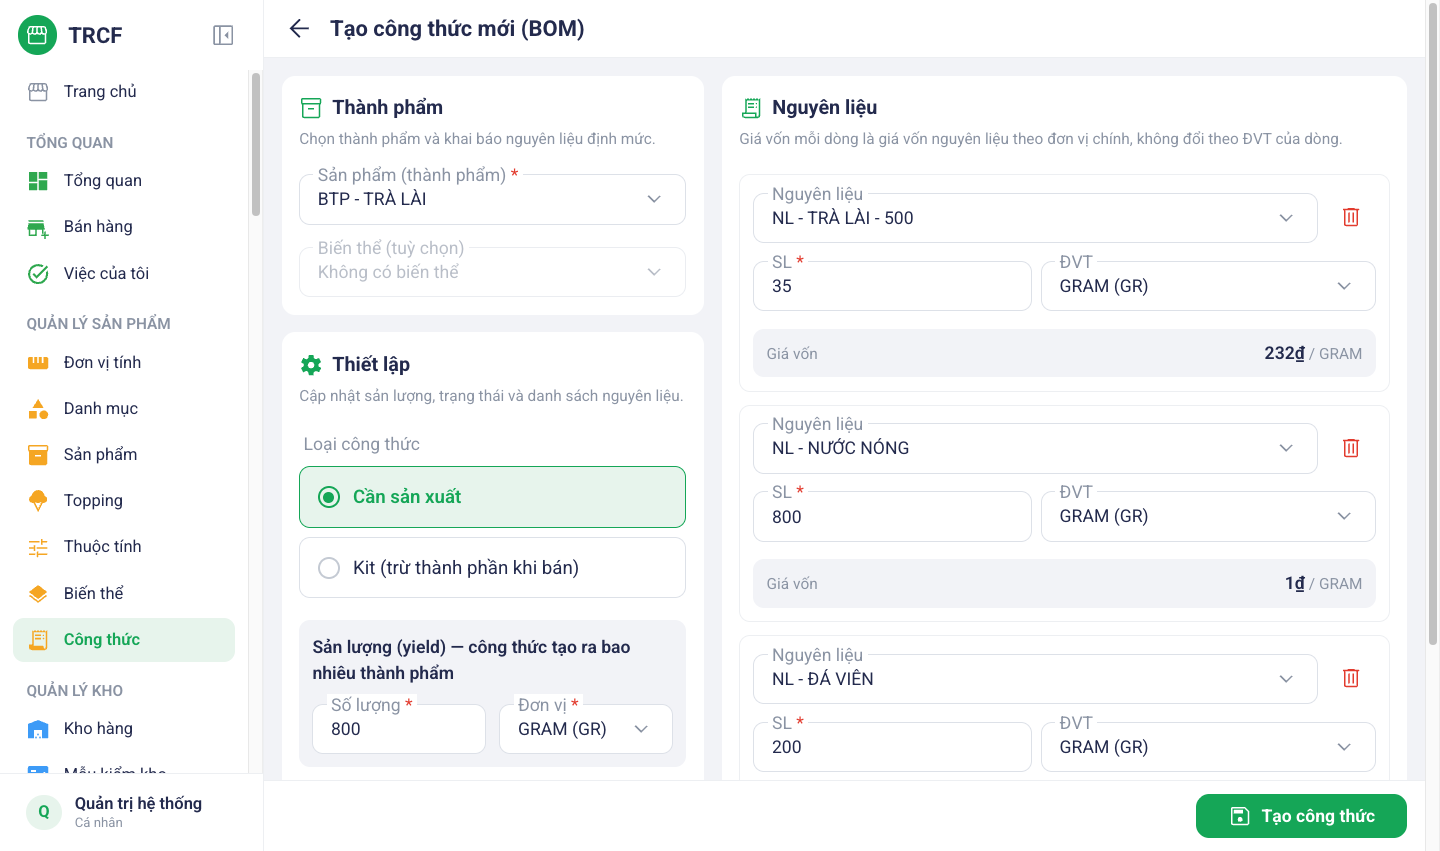 TRCF
Trang chủ
TỔNG QUAN
Tổng quan
Bán hàng
Việc của tôi
QUẢN LÝ SẢN PHẨM
Đơn vị tính
Danh mục
Sản phẩm
Topping
Thuộc tính
Biến thể
Công thức
QUẢN LÝ KHO
Kho hàng
Mẫu kiểm kho
Q
Quản trị hệ thống
Cá nhân
Tạo công thức mới (BOM)
Thành phẩm
Chọn thành phẩm và khai báo nguyên liệu định mức.
Sản phẩm (thành phẩm) *
BTP - TRÀ LÀI
Biến thể (tuỳ chọn)
Không có biến thể
Thiết lập
Cập nhật sản lượng, trạng thái và danh sách nguyên liệu.
Loại công thức
Cần sản xuất
Kit (trừ thành phần khi bán)
Sản lượng (yield) — công thức tạo ra bao
nhiêu thành phẩm
Số lượng *
800
Đơn vị *
GRAM (GR)
Nguyên liệu
Giá vốn mỗi dòng là giá vốn nguyên liệu theo đơn vị chính, không đổi theo ĐVT của dòng.
Nguyên liệu
NL - TRÀ LÀI - 500
SL *
35
ĐVT
GRAM (GR)
Giá vốn
232₫ / GRAM
Nguyên liệu
NL - NƯỚC NÓNG
SL *
800
ĐVT
GRAM (GR)
Giá vốn
1₫ / GRAM
Nguyên liệu
NL - ĐÁ VIÊN
SL *
200
ĐVT
GRAM (GR)
Tạo công thức